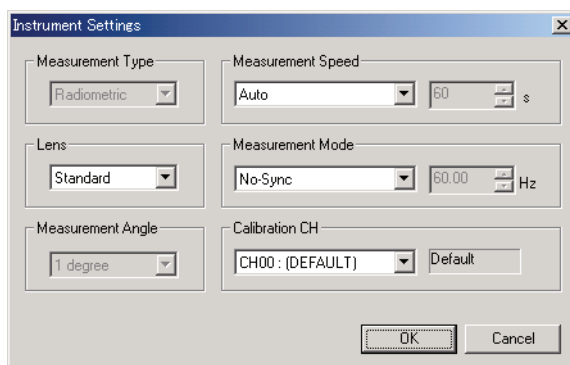 Instrument Settings
Measurement Type
Radiometric
Measurement Speed
Auto
60
s
Lens
Standard
Measurement Mode
No-Sync
60.00
Hz
Measurement Angle
1 degree
Calibration CH
CH00 : (DEFAULT)
Default
OK
Cancel